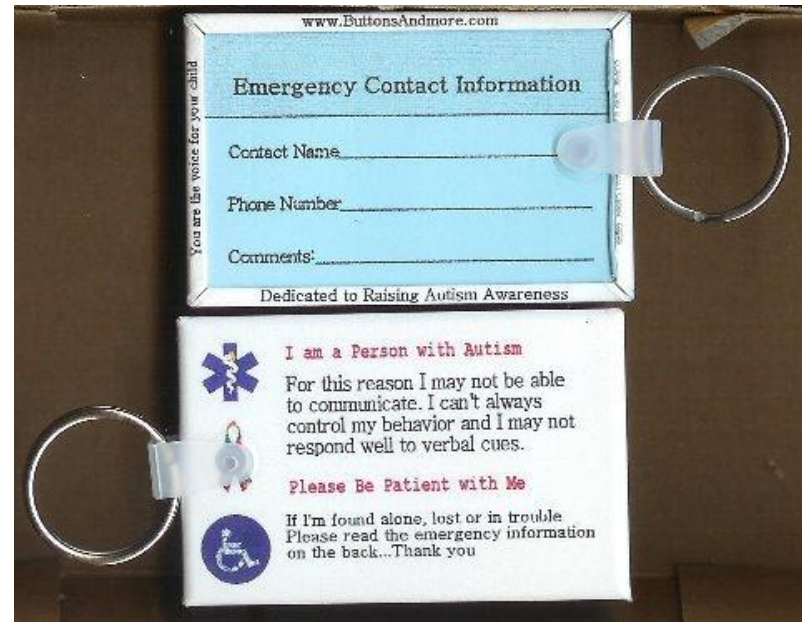 www.ButtonsAndmore.com
You are the voice for your child
Emergency Contact Information
Contact Name
Phone Number
Comments:
Dedicated to Raising Autism Awareness
I am a Person with Autism
For this reason I may not be able
to communicate. I can't always
control my behavior and I may not
respond well to verbal cues.
Please Be Patient with Me
If I'm found alone, lost or in trouble
Please read the emergency information
on the back...Thank you